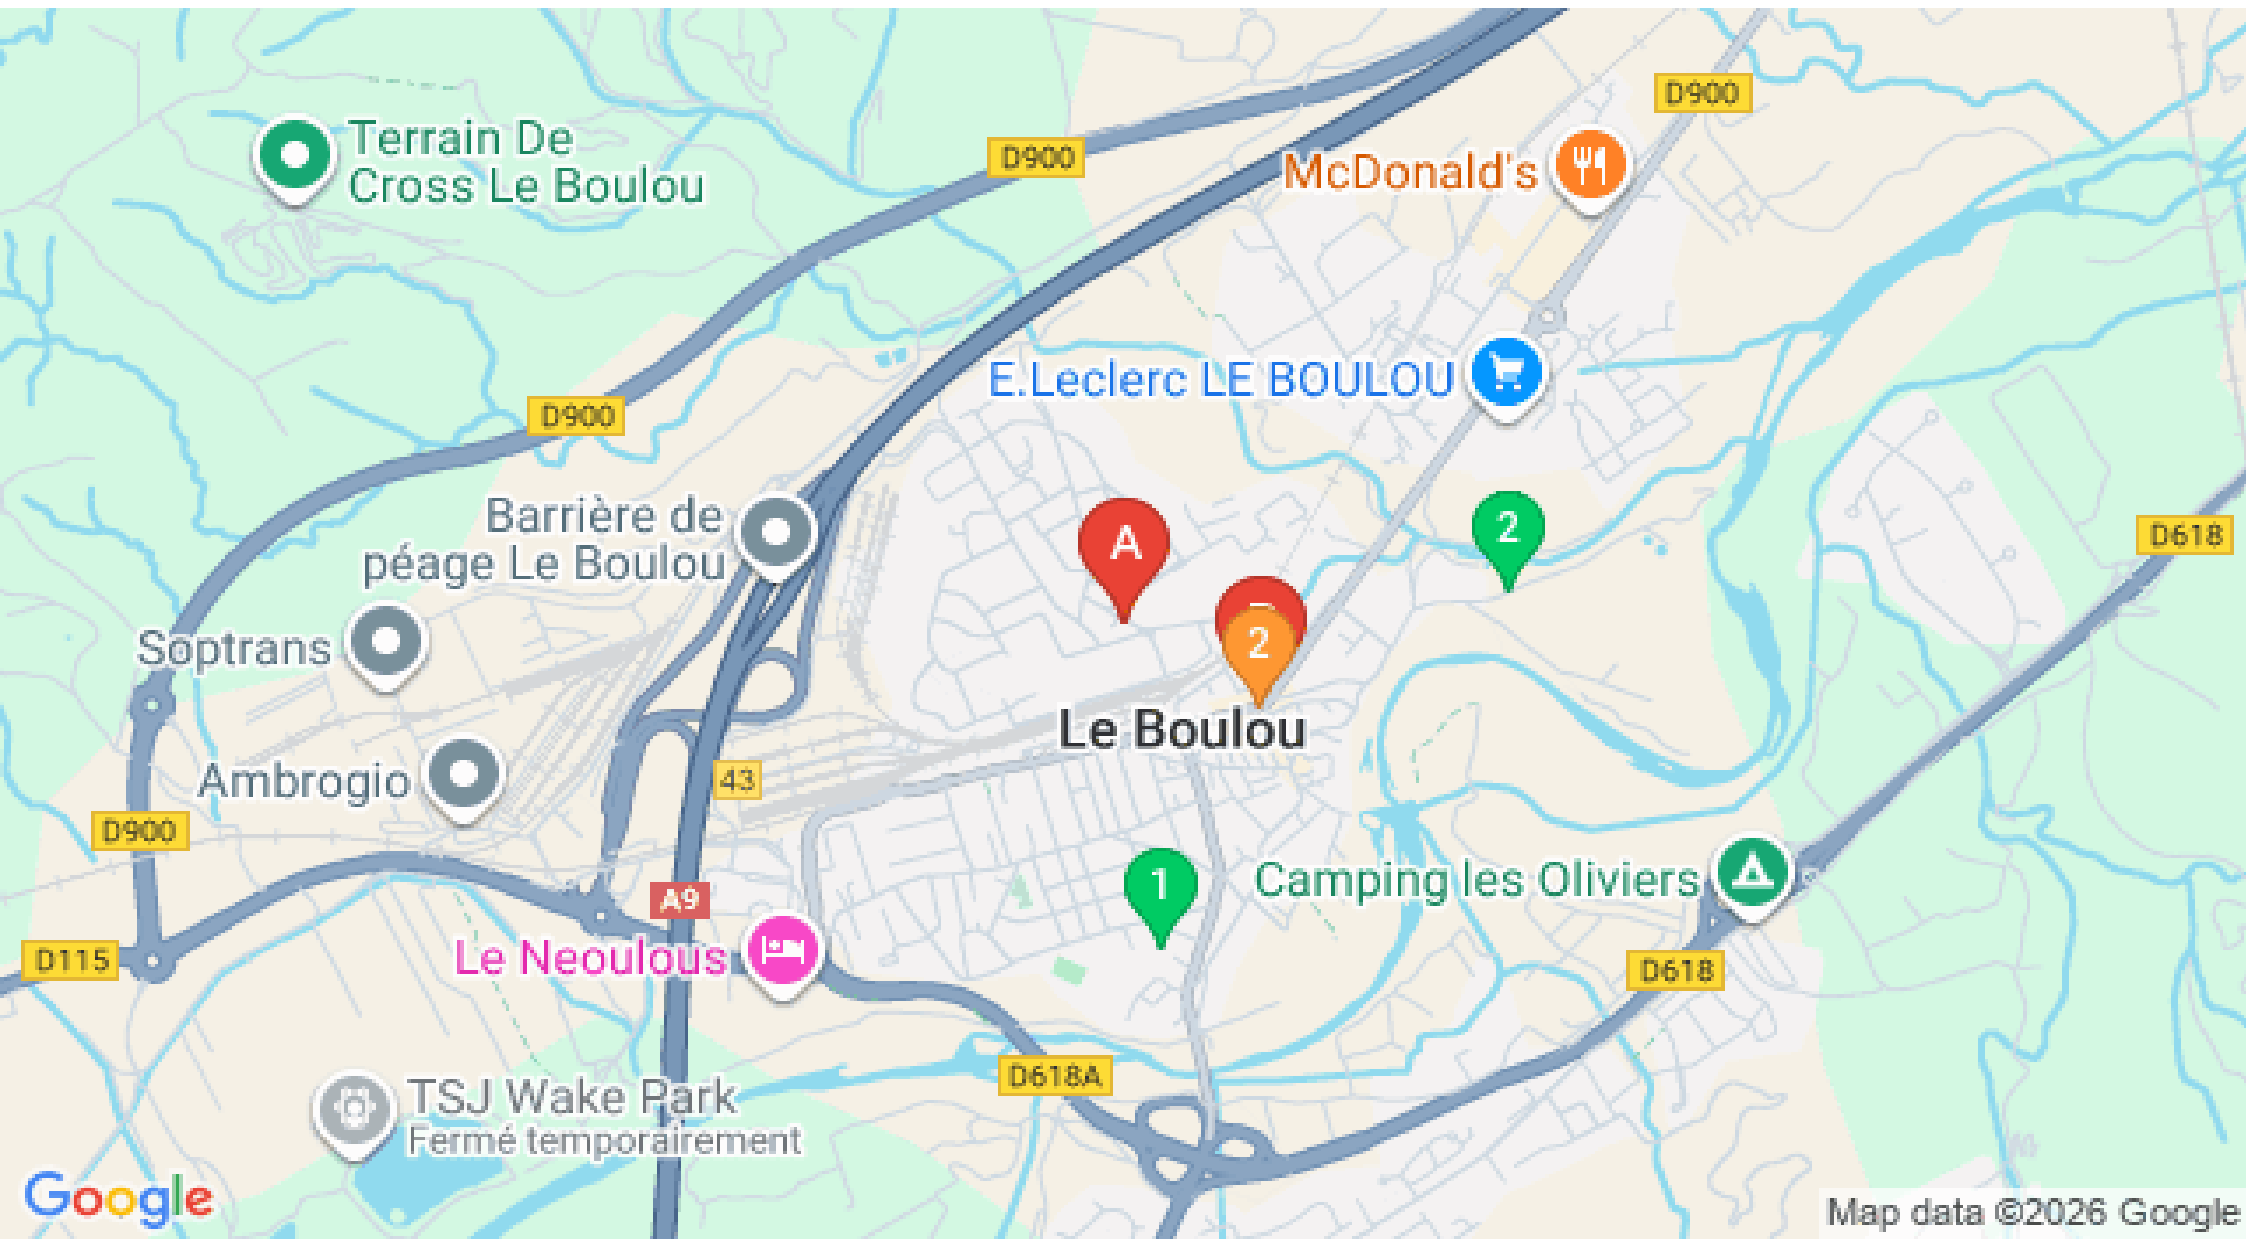 D900
Terrain De
Cross Le Boulou
D900
McDonald's
E.Leclerc LE BOULOU
D900
Barrière de
péage Le Boulou
A
2
D618
Soptrans
2
Le Boulou
Ambrogio
43
D900
1
Camping les Oliviers
A9
D115
Le Neoulous
D618
D618A
TSJ Wake Park
Fermé temporairement
Google
Map data ©2026 Google